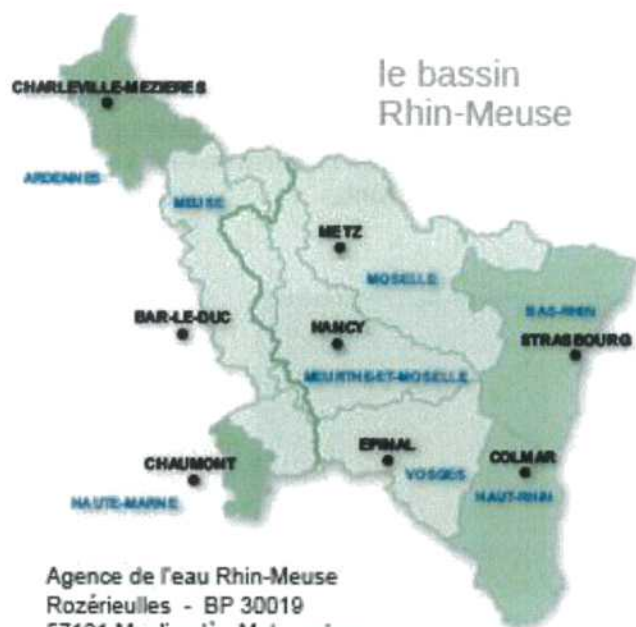 le bassin
Rhin-Meuse
CHARLEVILLE-MEZIERES
ARDENNES
MEUSE
METZ
MOSELLE
BAS-RHIN
BAR-LE-DUC
NANCY
STRASBOURG
MEURTHE-ET-MOSELLE
EPINAL
CHAUMONT
VOSGES
COLMAR
HAUTE-MARNE
HAUT-RHIN
Agence de l'eau Rhin-Meuse
Rozérieulles - BP 30019